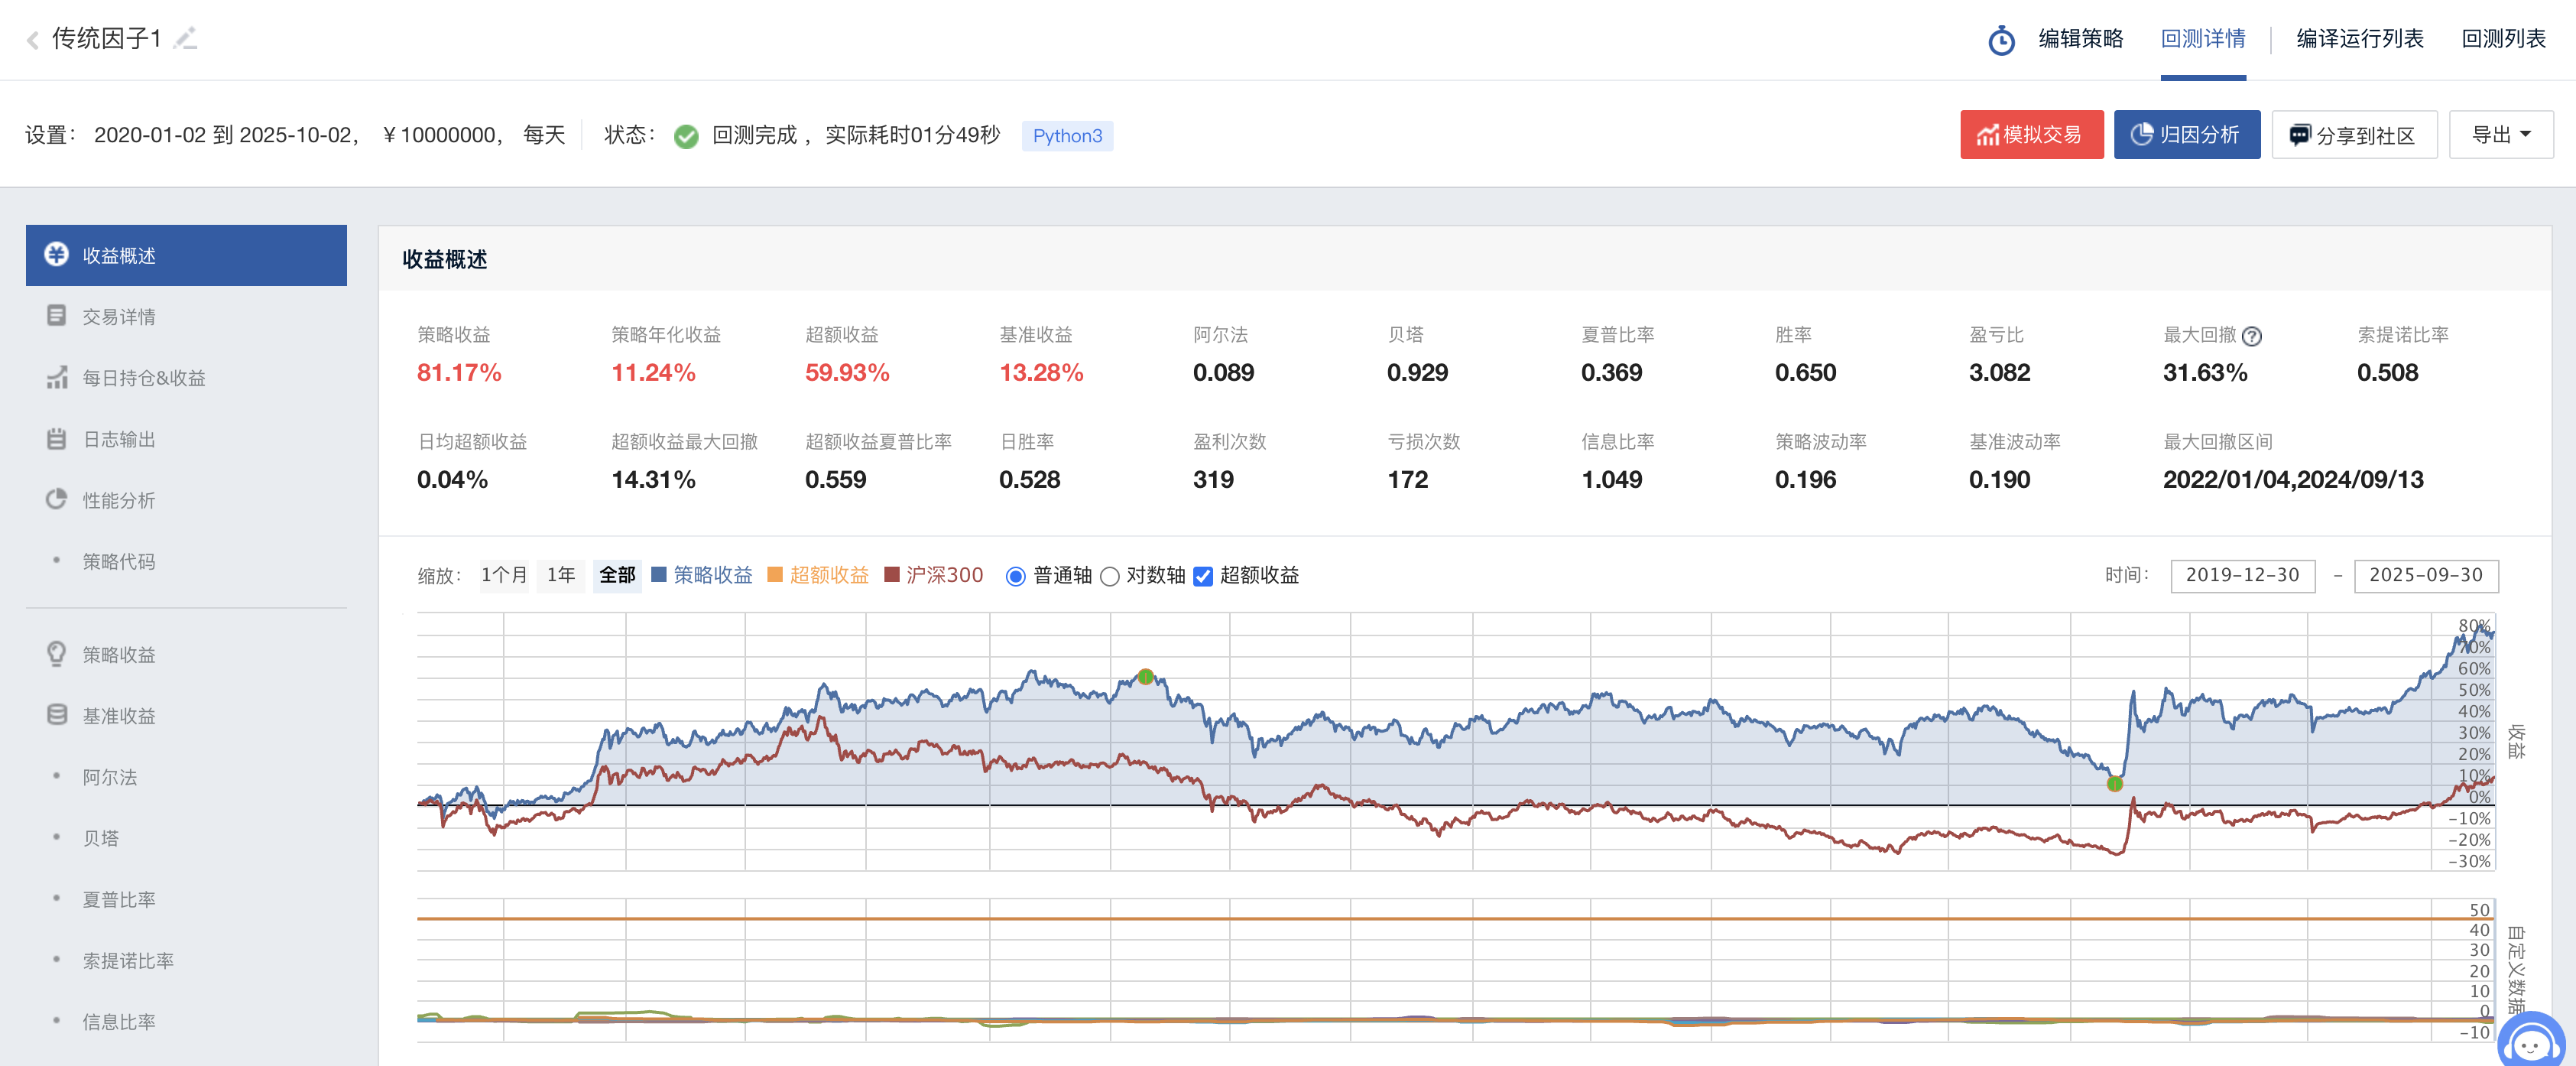 传统因子1
编辑策略 回测详情 编译运行列表 回测列表
设置： 2020-01-02 到 2025-10-02， ￥10000000， 每天 状态： 回测完成，实际耗时01分49秒 Python3
模拟交易 归因分析 分享到社区 导出
收益概述
交易详情
每日持仓&收益
日志输出
性能分析
策略代码
策略收益
基准收益
阿尔法
贝塔
夏普比率
索提诺比率
信息比率
收益概述
策略收益 策略年化收益 超额收益 基准收益 阿尔法 贝塔 夏普比率 胜率 盈亏比 最大回撤 ? 索提诺比率
81.17% 11.24% 59.93% 13.28% 0.089 0.929 0.369 0.650 3.082 31.63% 0.508
日均超额收益 超额收益最大回撤 超额收益夏普比率 日胜率 盈利次数 亏损次数 信息比率 策略波动率 基准波动率 最大回撤区间
0.04% 14.31% 0.559 0.528 319 172 1.049 0.196 0.190 2022/01/04,2024/09/13
缩放： 1个月 1年 全部 策略收益 超额收益 沪深300 普通轴 对数轴 超额收益 时间： 2019-12-30 - 2025-09-30
80%
70%
60%
50%
40%
30%
20%
10%
0%
-10%
-20%
-30%
收益
50
40
30
20
10
0
-10
自定义数据